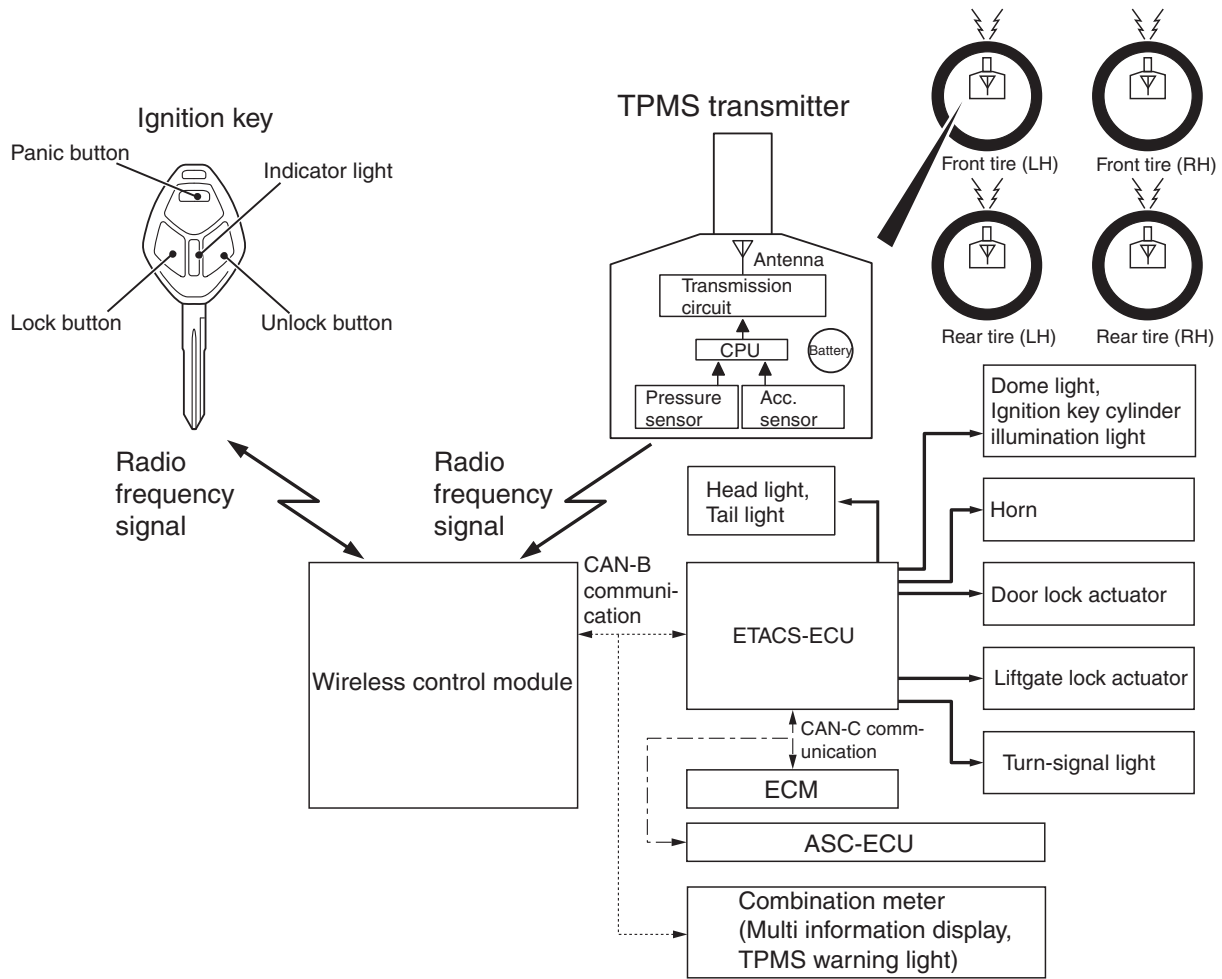 Ignition key
Panic button
Indicator light
Lock button
Unlock button
TPMS transmitter
Antenna
Transmission
circuit
CPU
Battery
Pressure
sensor
Acc.
sensor
Front tire (LH)
Front tire (RH)
Rear tire (LH)
Rear tire (RH)
Radio
frequency
signal
Radio
frequency
signal
Head light,
Tail light
Dome light,
Ignition key cylinder
illumination light
Horn
Door lock actuator
Liftgate lock actuator
Turn-signal light
CAN-B
communi-
cation
Wireless control module
ETACS-ECU
CAN-C comm-
unication
ECM
ASC-ECU
Combination meter
(Multi information display,
TPMS warning light)